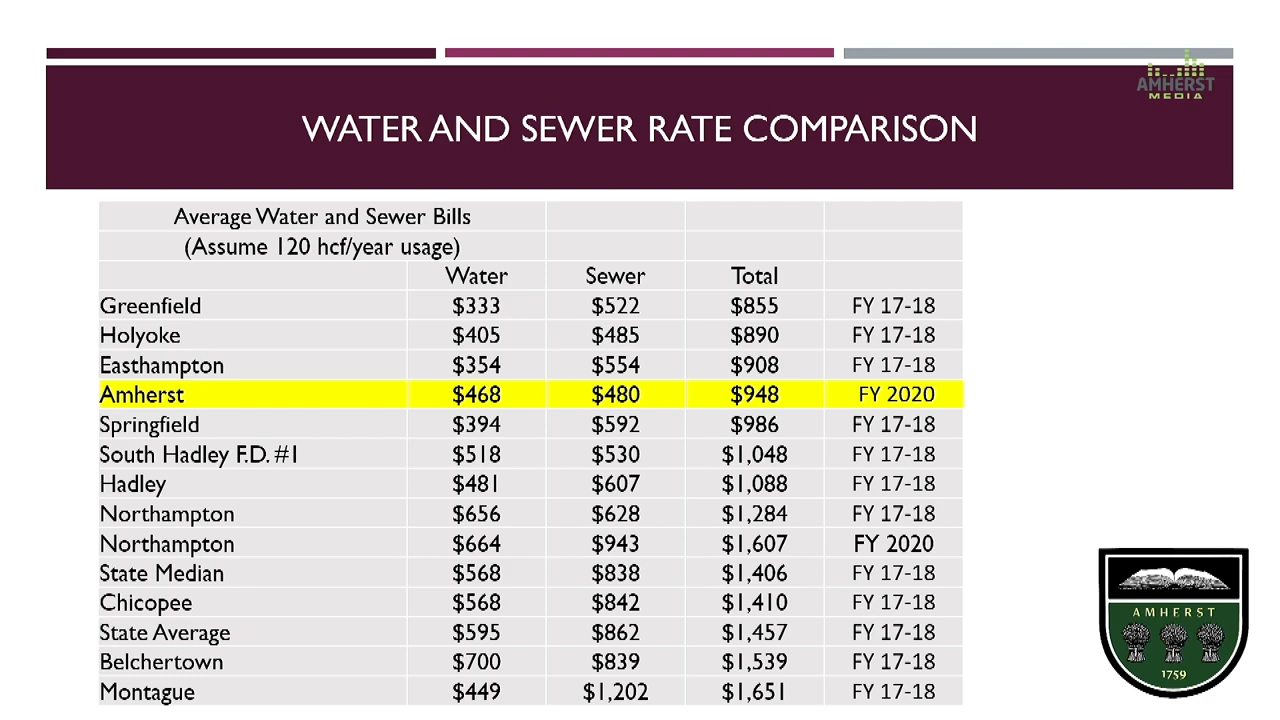 AMHERST
MEDIA
WATER AND SEWER RATE COMPARISON
Average Water and Sewer Bills
(Assume 120 hcf/year usage)
Water Sewer Total
Greenfield $333 $522 $855 FY 17-18
Holyoke $405 $485 $890 FY 17-18
Easthampton $354 $554 $908 FY 17-18
Amherst $468 $480 $948 FY 2020
Springfield $394 $592 $986 FY 17-18
South Hadley F.D. #1 $518 $530 $1,048 FY 17-18
Hadley $481 $607 $1,088 FY 17-18
Northampton $656 $628 $1,284 FY 17-18
Northampton $664 $943 $1,607 FY 2020
State Median $568 $838 $1,406 FY 17-18
Chicopee $568 $842 $1,410 FY 17-18
State Average $595 $862 $1,457 FY 17-18
Belchertown $700 $839 $1,539 FY 17-18
Montague $449 $1,202 $1,651 FY 17-18
AMHERST
1759